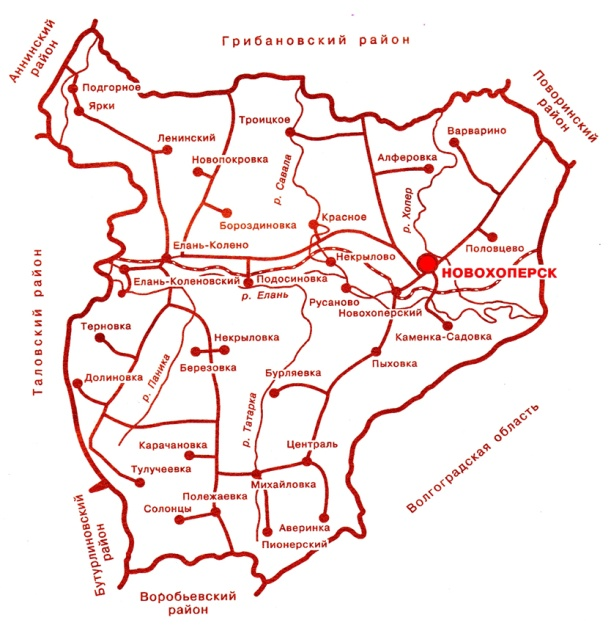 Грибановский район
Аннинский
район
Поворинский
район
Подгорное
Ярки
Троицкое
Варварино
Ленинский
Новопокровка
Алферовка
р. Савала
р. Хопер
Бороздиновка
Красное
Елань-Колено
Половцево
Некрылово
НОВОХОПЕРСК
Елань-Коленовский
Подосиновка
р. Елань
Русаново
Новохоперский
Таловский район
Терновка
Некрыловка
Каменка-Садовка
Березовка
Пыховка
Бурляевка
Долиновка
р. Паника
р. Татарка
Карачановка
Централь
Волгоградская область
Тулучеевка
Михайловка
Полежаевка
Солонцы
Аверинка
Пионерский
Бутурлиновский
район
Воробьевский
район